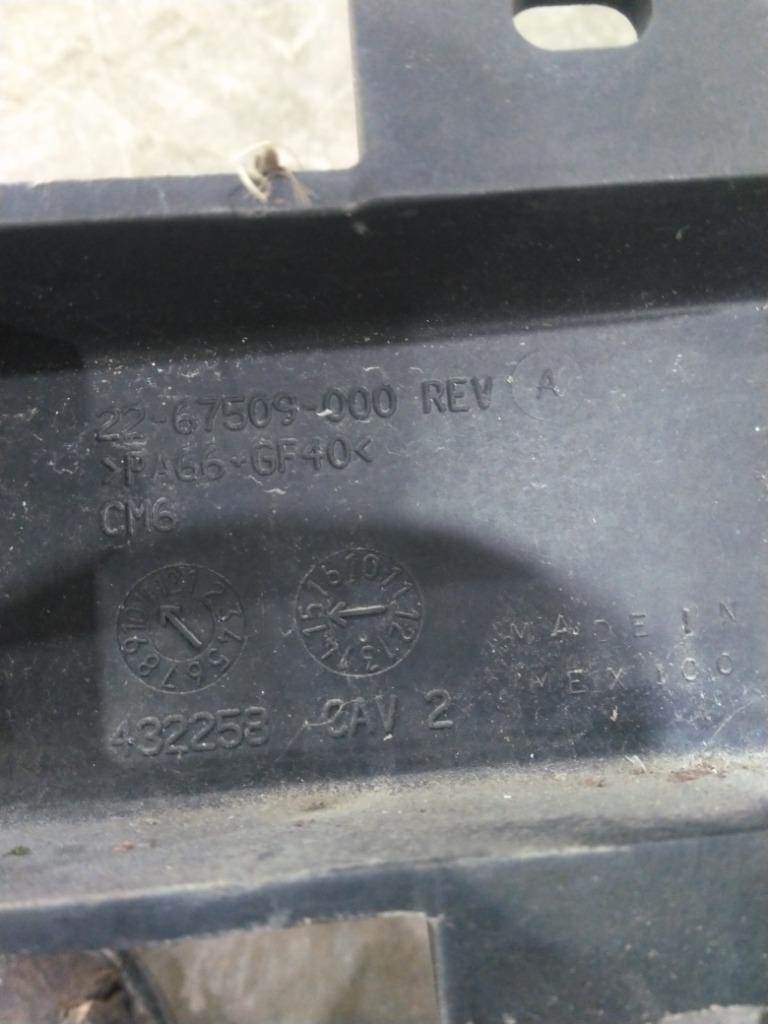 22-67509-000 REV A
>PA66-GF40<
CM6
1 2 3 4 5 6 7 8 9 10 11 12
10 11 12 13 14 15 16
MADE IN
MEXICO
432258 CAV 2